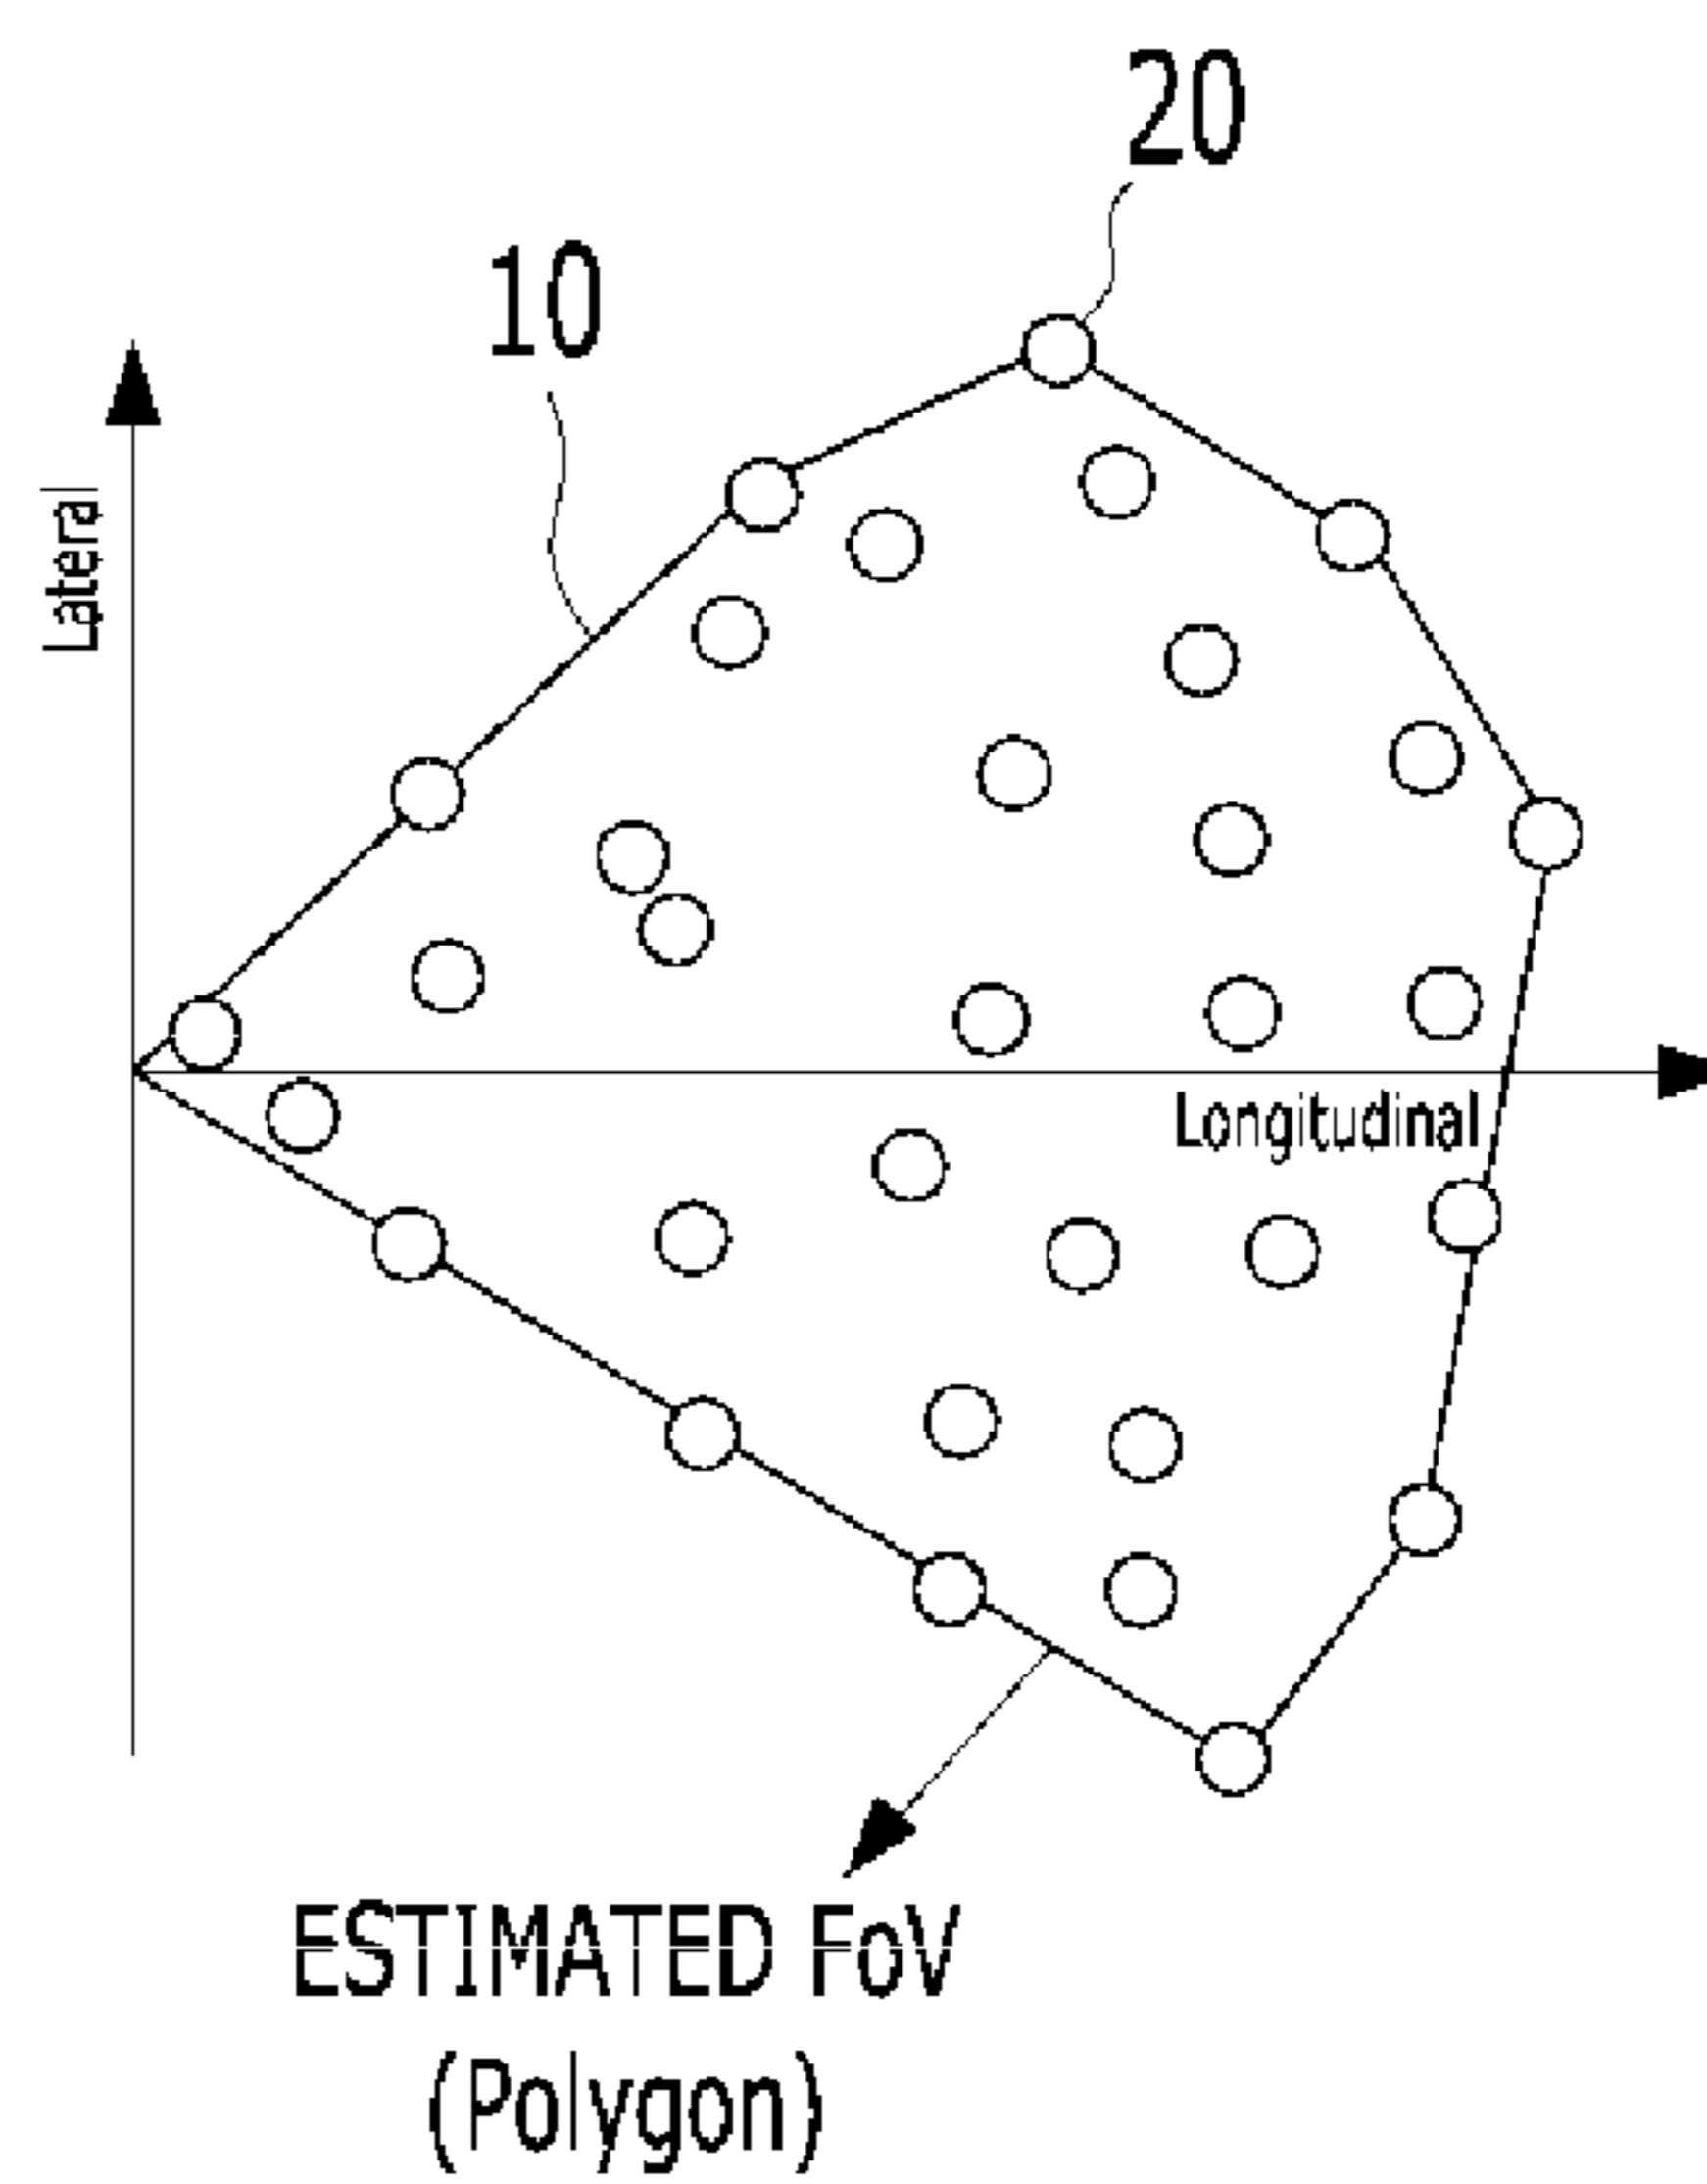 20
10
Lateral
Longitudinal
ESTIMATED FoV
(Polygon)